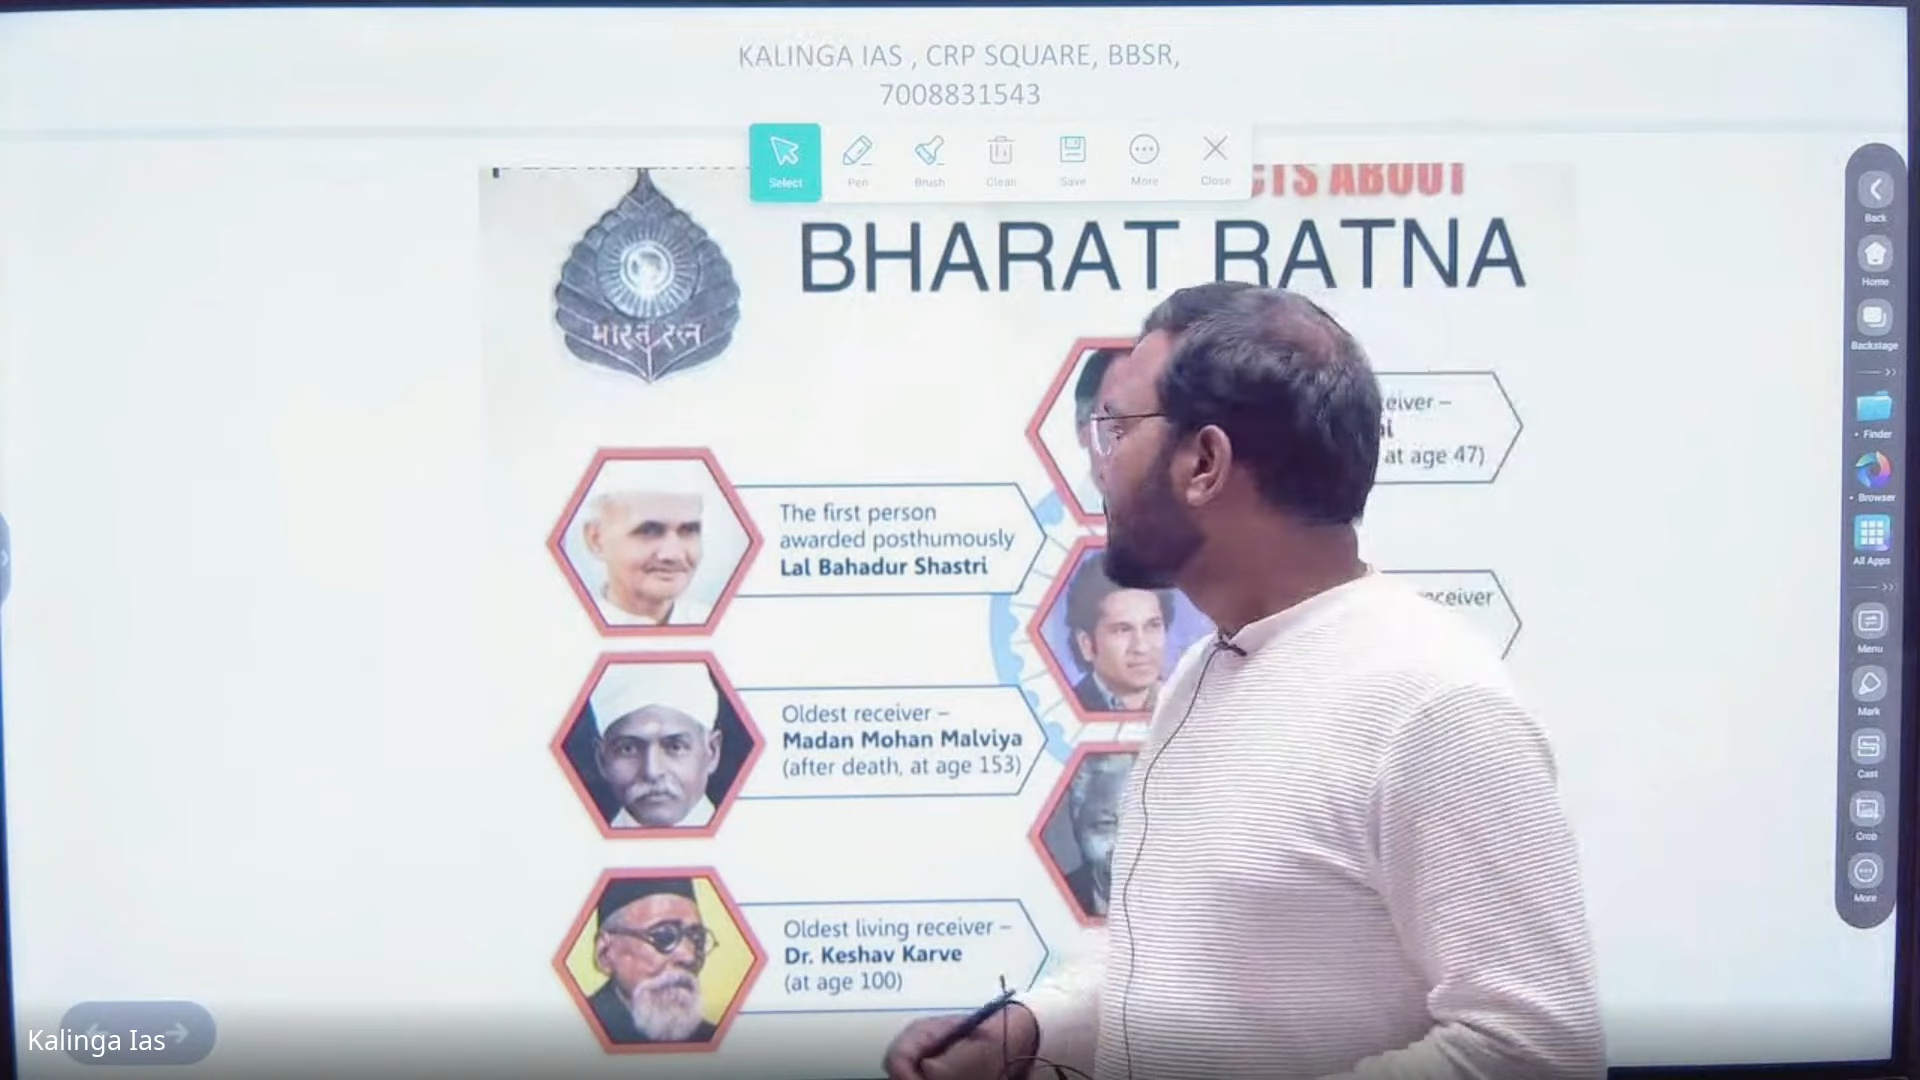 KALINGA IAS , CRP SQUARE, BBSR,
7008831543
Select
Pen
Brush
Clean
Save
More
Close
ABOUT
BHARAT RATNA
भारत रत्न
at age 47)
The first person
awarded posthumously
Lal Bahadur Shastri
Oldest receiver –
Madan Mohan Malviya
(after death, at age 153)
Oldest living receiver –
Dr. Keshav Karve
(at age 100)
Back
Home
Backstage
Finder
Browser
All Apps
Menu
Mark
Cast
Crop
More
Kalinga Ias